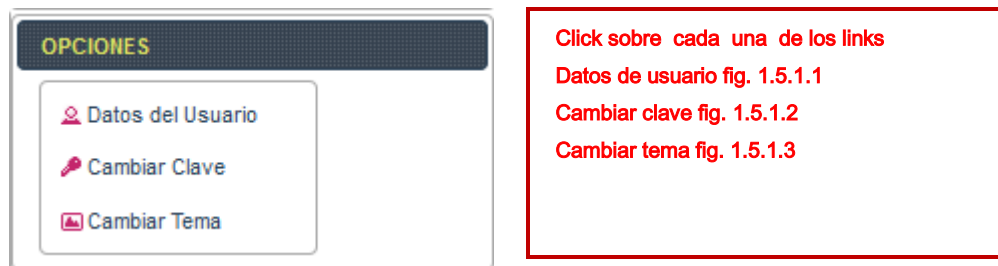 OPCIONES
Datos del Usuario
Cambiar Clave
Cambiar Tema
Click sobre cada una de los links
Datos de usuario fig. 1.5.1.1
Cambiar clave fig. 1.5.1.2
Cambiar tema fig. 1.5.1.3